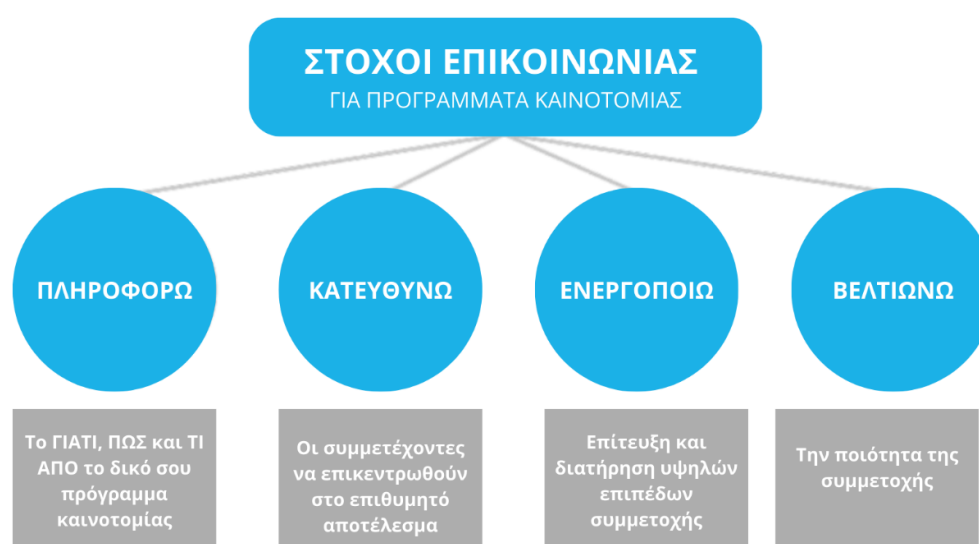 ΣΤΟΧΟΙ ΕΠΙΚΟΙΝΩΝΙΑΣ
ΓΙΑ ΠΡΟΓΡΑΜΜΑΤΑ ΚΑΙΝΟΤΟΜΙΑΣ
ΠΛΗΡΟΦΟΡΩ
ΚΑΤΕΥΘΥΝΩ
ΕΝΕΡΓΟΠΟΙΩ
ΒΕΛΤΙΩΝΩ
Το ΓΙΑΤΙ, ΠΩΣ και ΤΙ
ΑΠΟ το δικό σου
πρόγραμμα
καινοτομίας
Οι συμμετέχοντες
να επικεντρωθούν
στο επιθυμητό
αποτέλεσμα
Επίτευξη και
διατήρηση υψηλών
επιπέδων
συμμετοχής
Την ποιότητα της
συμμετοχής